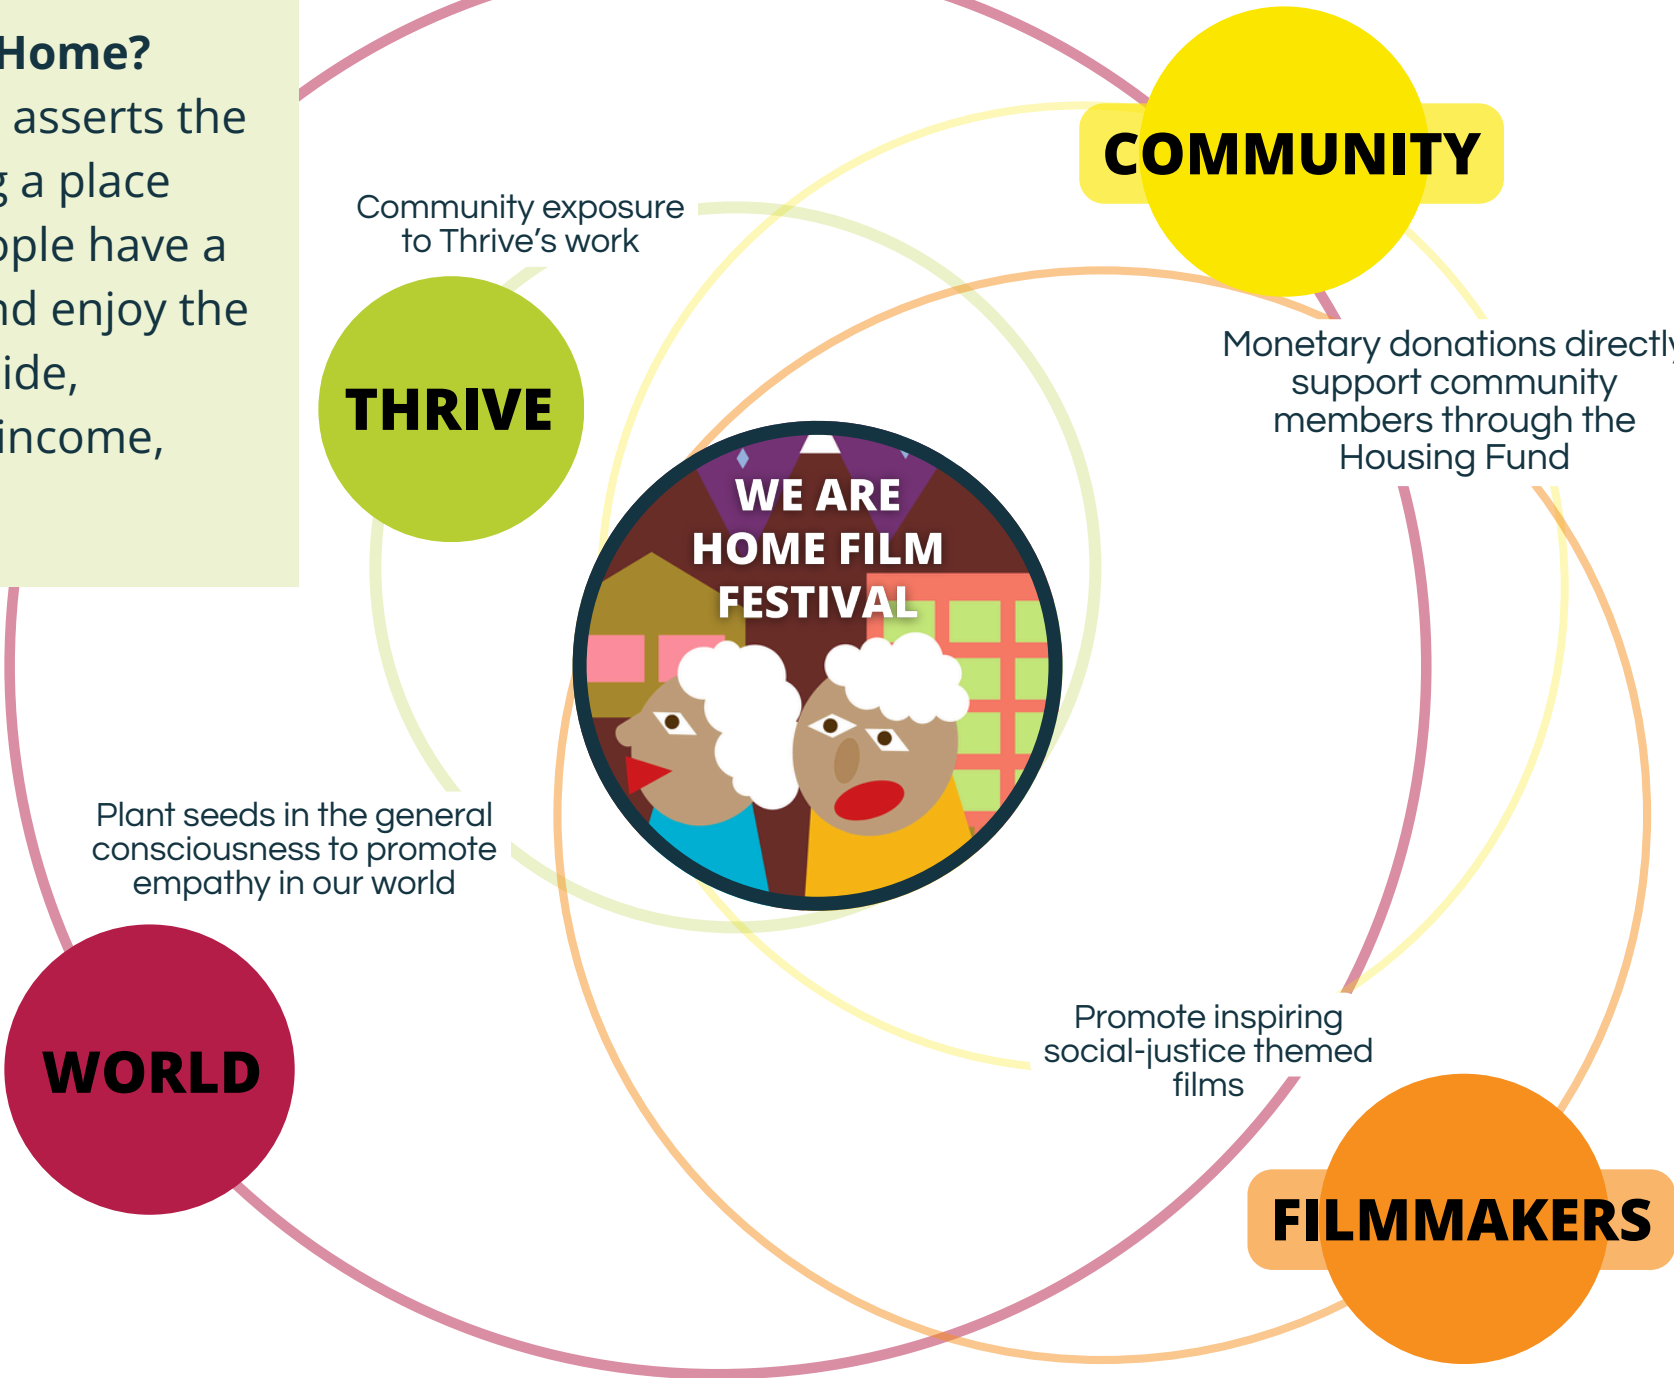 Home?
asserts the
a place
have a
enjoy the
income,
Community exposure
to Thrive's work
THRIVE
COMMUNITY
Monetary donations directly
support community
members through the
Housing Fund
WE ARE
HOME FILM
FESTIVAL
Plant seeds in the general
consciousness to promote
empathy in our world
WORLD
Promote inspiring
social-justice themed
films
FILMMAKERS